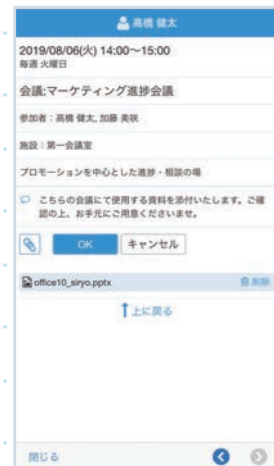 高橋 健太
2019/08/06(火) 14:00～15:00
毎週 火曜日
会議:マーケティング進捗会議
参加者：高橋 健太, 加藤 美咲
施設：第一会議室
プロモーションを中心とした進捗・相談の場
こちらの会議にて使用する資料を添付いたします。ご確
認の上、お手元にご用意くださいませ。
OK キャンセル
office10_siryo.pptx 削除
上に戻る
閉じる